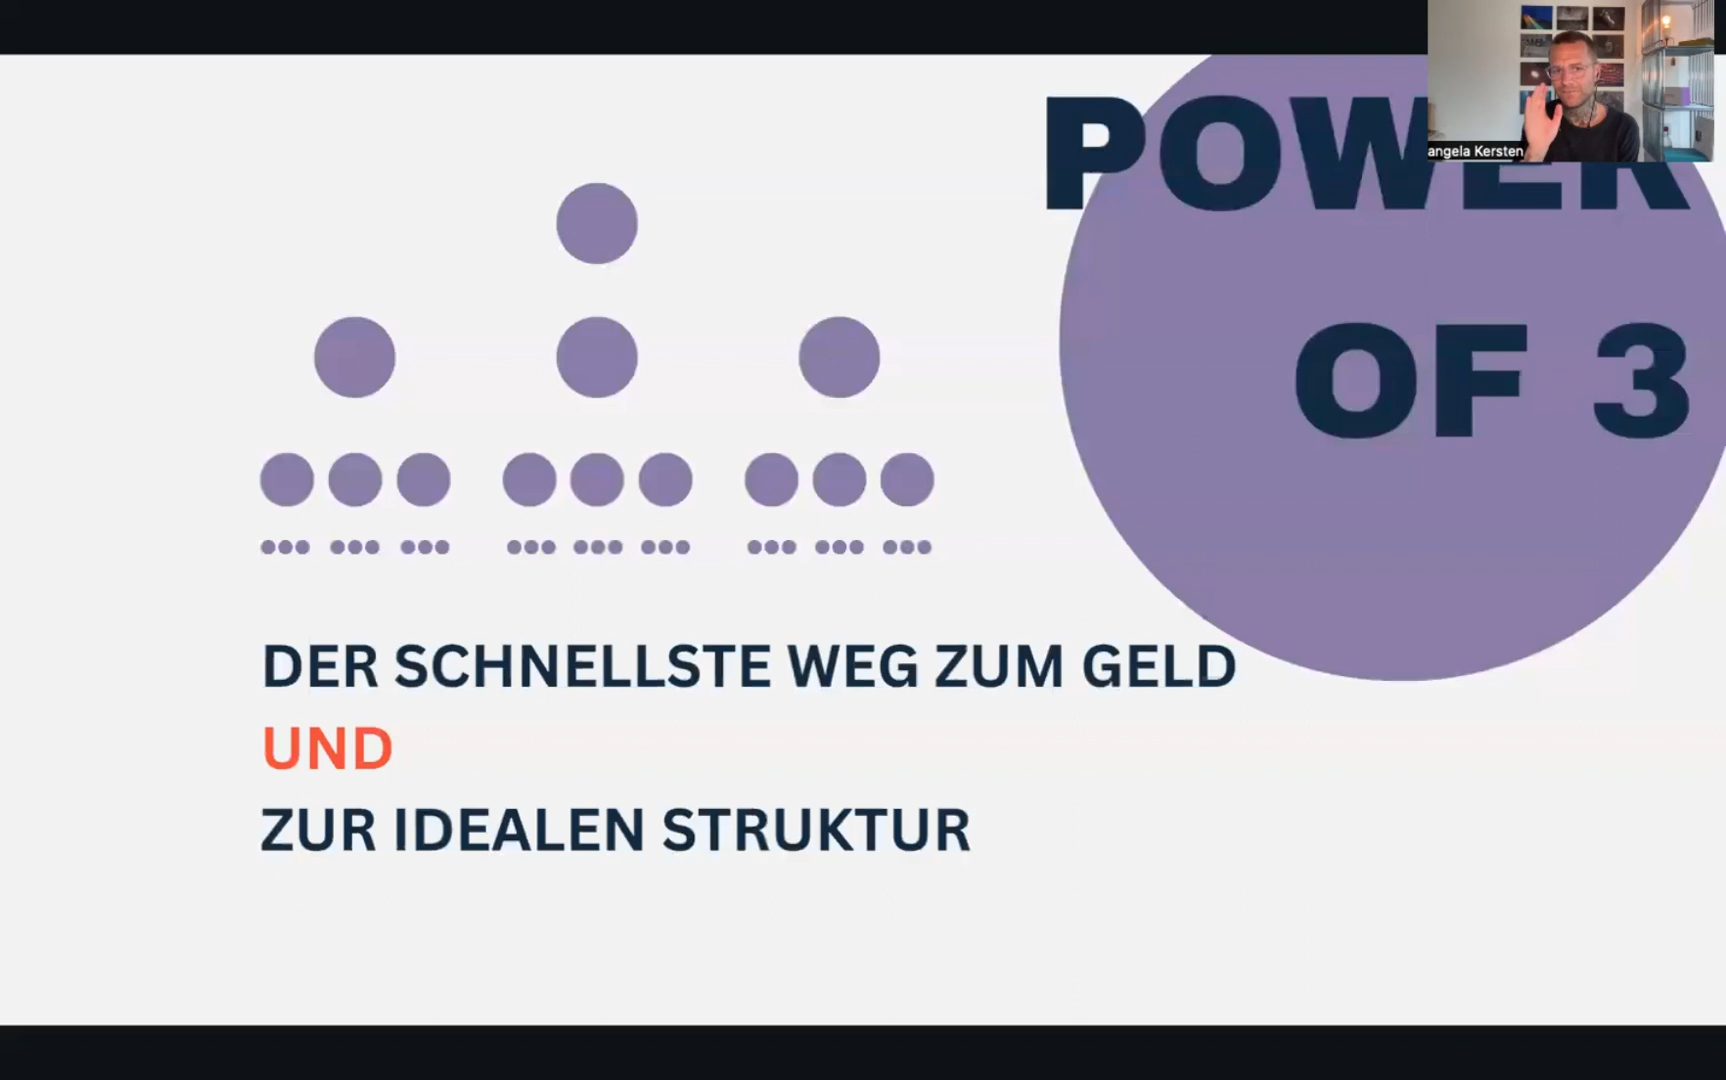 POWER
OF 3
angela Kersten
DER SCHNELLSTE WEG ZUM GELD
UND
ZUR IDEALEN STRUKTUR